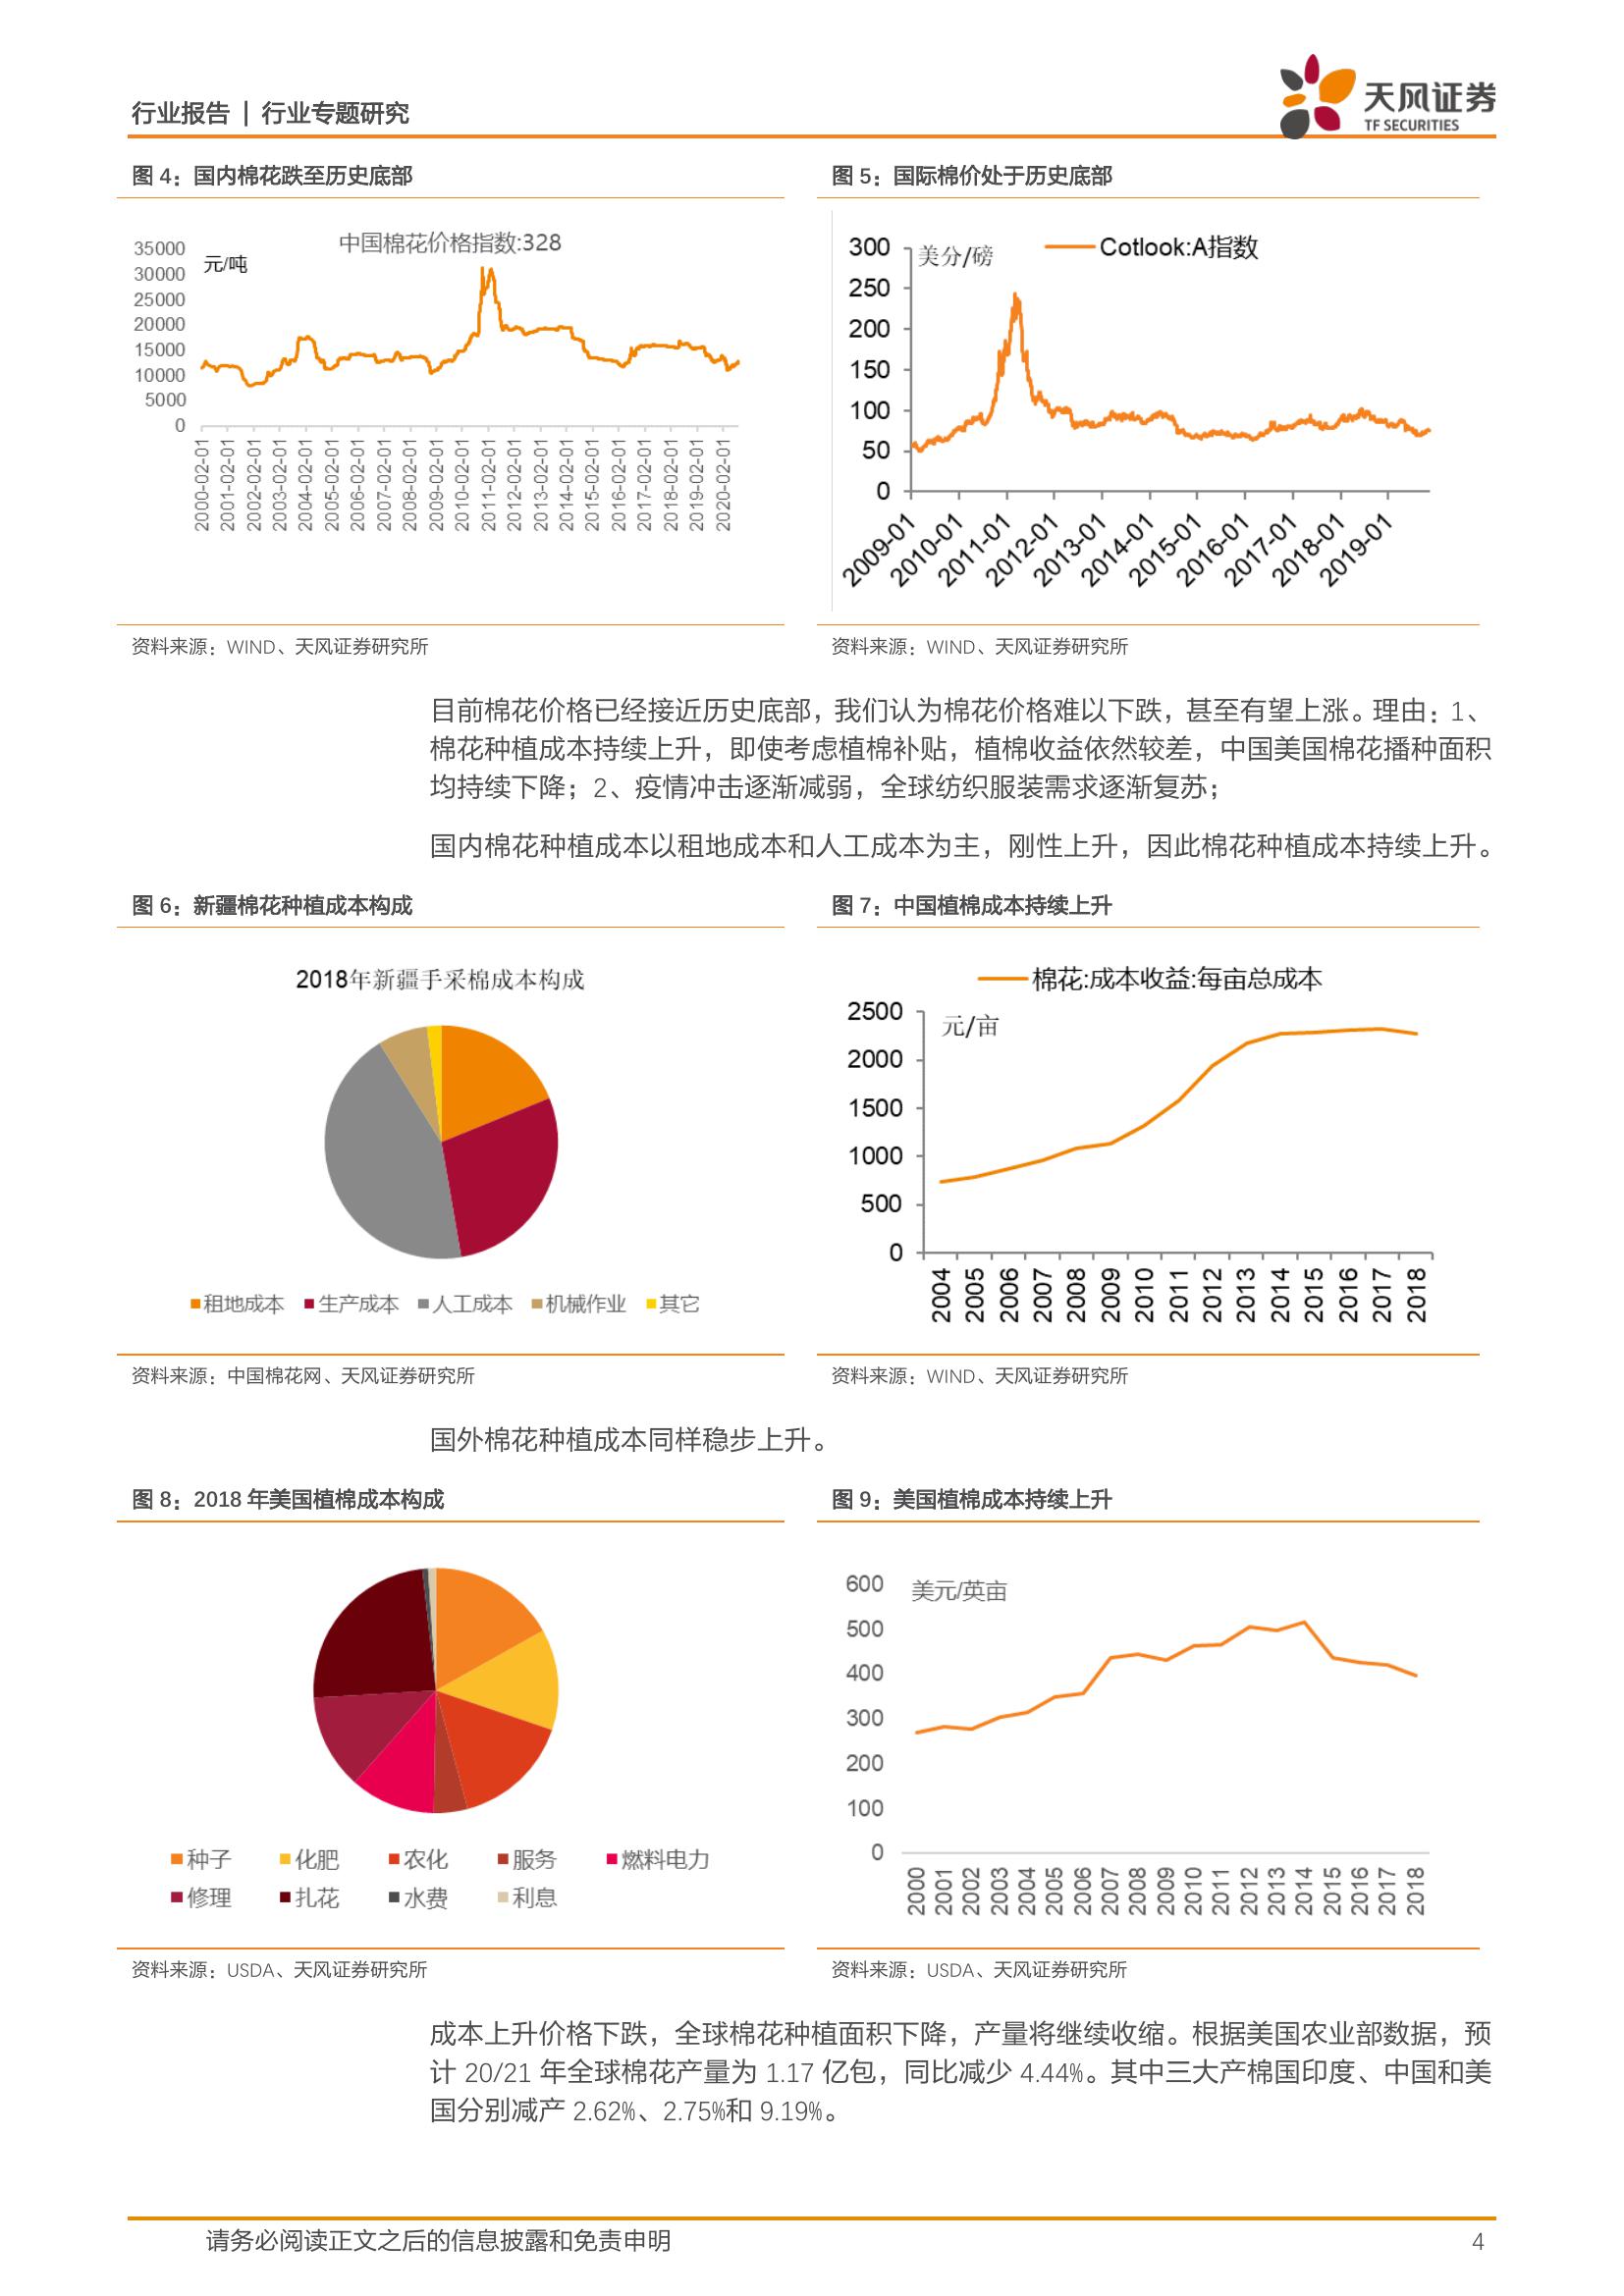 行业报告 | 行业专题研究
天风证券
TF SECURITIES
图 4：国内棉花跌至历史底部
中国棉花价格指数:328
元/吨
35000
30000
25000
20000
15000
10000
5000
0
2000-02-01
2001-02-01
2002-02-01
2003-02-01
2004-02-01
2005-02-01
2006-02-01
2007-02-01
2008-02-01
2009-02-01
2010-02-01
2011-02-01
2012-02-01
2013-02-01
2014-02-01
2015-02-01
2016-02-01
2017-02-01
2018-02-01
2019-02-01
2020-02-01
资料来源：WIND、天风证券研究所
图 5：国际棉价处于历史底部
美分/磅
Cotlook:A指数
300
250
200
150
100
50
0
2009-01
2010-01
2011-01
2012-01
2013-01
2014-01
2015-01
2016-01
2017-01
2018-01
2019-01
资料来源：WIND、天风证券研究所
目前棉花价格已经接近历史底部，我们认为棉花价格难以下跌，甚至有望上涨。理由：1、
棉花种植成本持续上升，即使考虑植棉补贴，植棉收益依然较差，中国美国棉花播种面积
均持续下降；2、疫情冲击逐渐减弱，全球纺织服装需求逐渐复苏；
国内棉花种植成本以租地成本和人工成本为主，刚性上升，因此棉花种植成本持续上升。
图 6：新疆棉花种植成本构成
2018年新疆手采棉成本构成
租地成本 生产成本 人工成本 机械作业 其它
资料来源：中国棉花网、天风证券研究所
图 7：中国植棉成本持续上升
棉花:成本收益:每亩总成本
元/亩
2500
2000
1500
1000
500
0
2004
2005
2006
2007
2008
2009
2010
2011
2012
2013
2014
2015
2016
2017
2018
资料来源：WIND、天风证券研究所
国外棉花种植成本同样稳步上升。
图 8：2018 年美国植棉成本构成
种子 化肥 农化 服务 燃料电力
修理 扎花 水费 利息
资料来源：USDA、天风证券研究所
图 9：美国植棉成本持续上升
美元/英亩
600
500
400
300
200
100
0
2000
2001
2002
2003
2004
2005
2006
2007
2008
2009
2010
2011
2012
2013
2014
2015
2016
2017
2018
资料来源：USDA、天风证券研究所
成本上升价格下跌，全球棉花种植面积下降，产量将继续收缩。根据美国农业部数据，预
计 20/21 年全球棉花产量为 1.17 亿包，同比减少 4.44%。其中三大产棉国印度、中国和美
国分别减产 2.62%、2.75%和 9.19%。
请务必阅读正文之后的信息披露和免责申明
4